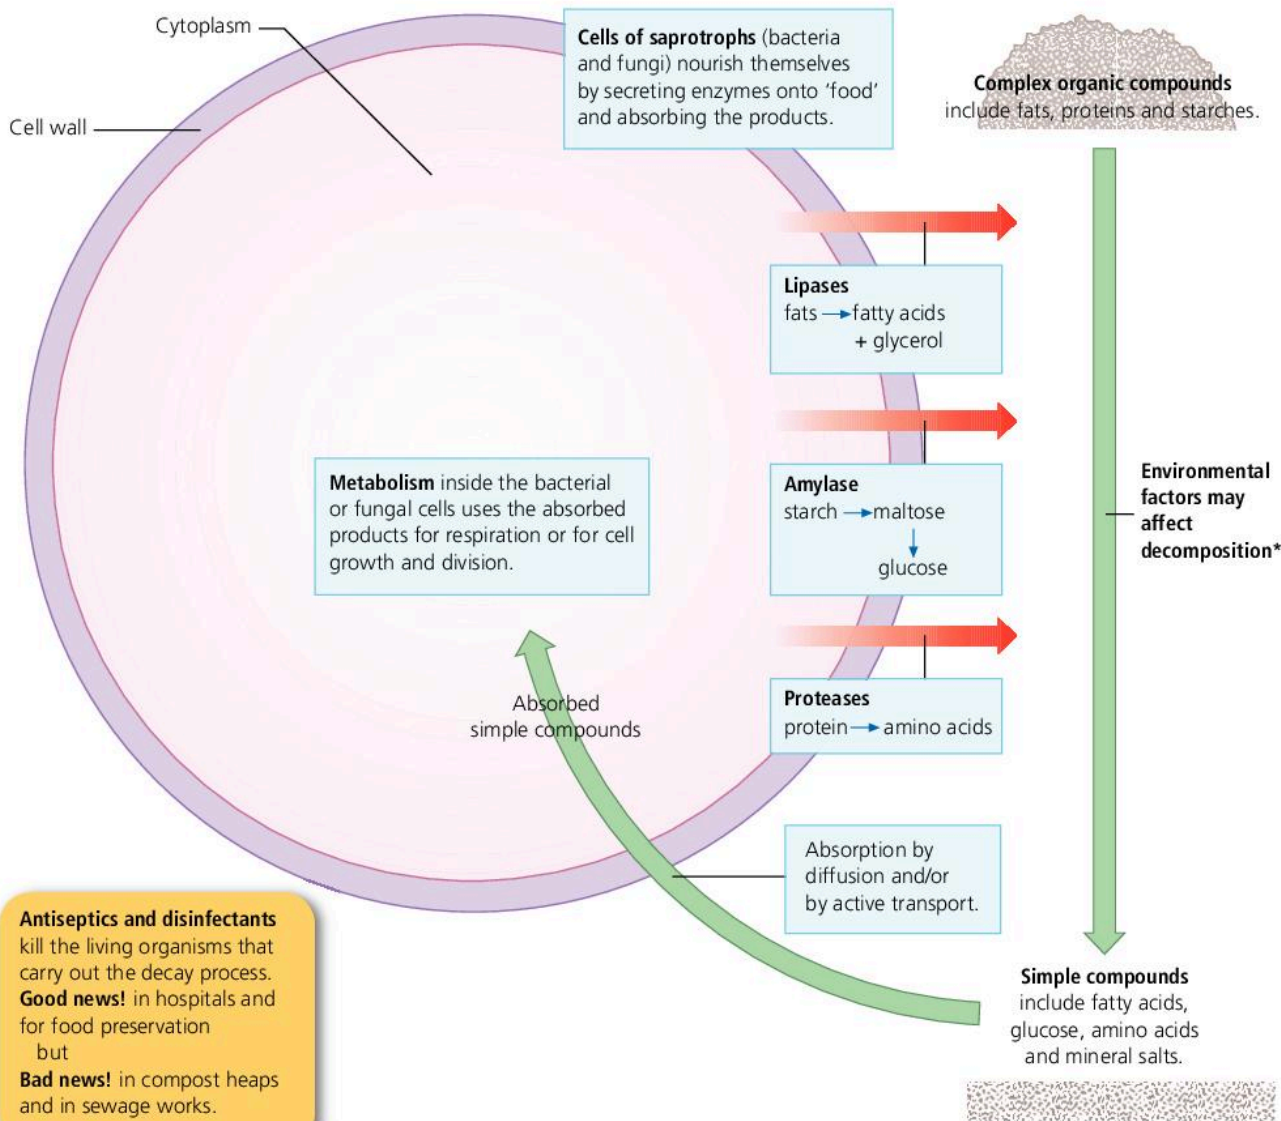 Cytoplasm
Cell wall
Cells of saprotrophs (bacteria
and fungi) nourish themselves
by secreting enzymes onto ‘food’
and absorbing the products.
Complex organic compounds
include fats, proteins and starches.
Lipases
fats → fatty acids
+ glycerol
Metabolism inside the bacterial
or fungal cells uses the absorbed
products for respiration or for cell
growth and division.
Amylase
starch → maltose
↓
glucose
Environmental
factors may
affect
decomposition*
Proteases
protein → amino acids
Absorbed
simple compounds
Absorption by
diffusion and/or
by active transport.
Simple compounds
include fatty acids,
glucose, amino acids
and mineral salts.
Antiseptics and disinfectants
kill the living organisms that
carry out the decay process.
Good news! in hospitals and
for food preservation
but
Bad news! in compost heaps
and in sewage works.